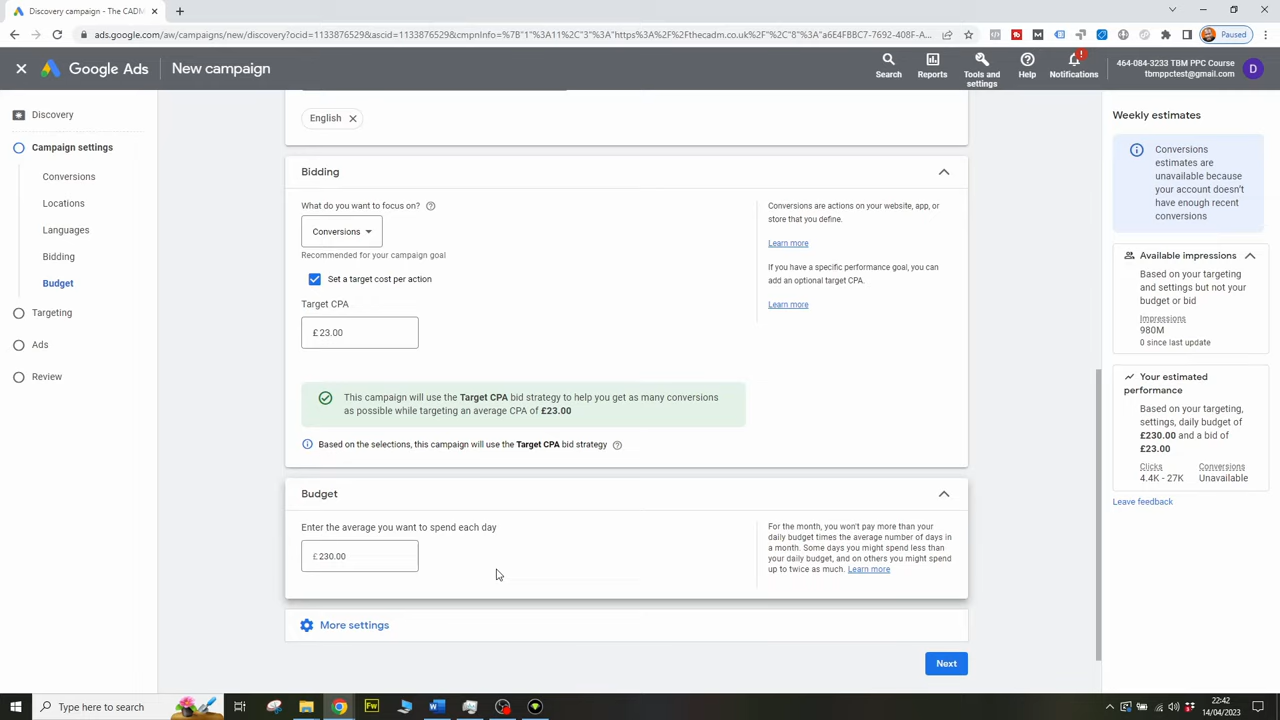 Discovery campaign - The CADM
ads.google.com/aw/campaigns/new/discovery?ocid=1133876529&ascid=1133876529&cmpnInfo=%8B"1"%3A11%2C"3"%3A"https%3A%2F%2Fthecadm.co.uk%2F"%2C"8"%3A"a6E4FBBC7-7692-408F-A...
Paused
Google Ads
New campaign
Search
Reports
Tools and
settings
Help
Notifications
464-084-3233 TBM PPC Course
tbmppctest@gmail.com
D
Discovery
Campaign settings
Conversions
Locations
Languages
Bidding
Budget
Targeting
Ads
Review
English
Bidding
What do you want to focus on?
Conversions
Recommended for your campaign goal
Set a target cost per action
Target CPA
£ 23.00
This campaign will use the Target CPA bid strategy to help you get as many conversions
as possible while targeting an average CPA of £23.00
Based on the selections, this campaign will use the Target CPA bid strategy
Conversions are actions on your website, app, or
store that you define.
Learn more
If you have a specific performance goal, you can
add an optional target CPA.
Learn more
Budget
Enter the average you want to spend each day
£ 230.00
For the month, you won't pay more than your
daily budget times the average number of days in
a month. Some days you might spend less than
your daily budget, and on others you might spend
up to twice as much. Learn more
More settings
Next
Weekly estimates
Conversions
estimates are
unavailable because
your account doesn't
have enough recent
conversions
Available impressions
Based on your targeting
and settings but not your
budget or bid
Impressions
980M
0 since last update
Your estimated
performance
Based on your targeting,
settings, daily budget of
£230.00 and a bid of
£23.00
Clicks
4.4K - 27K
Conversions
Unavailable
Leave feedback
Type here to search
22:42
14/04/2023